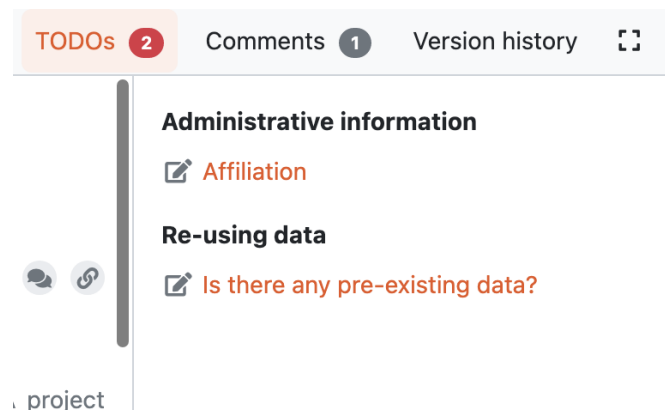 TODOs 2 Comments 1 Version history
Administrative information
Affiliation
Re-using data
Is there any pre-existing data?
project